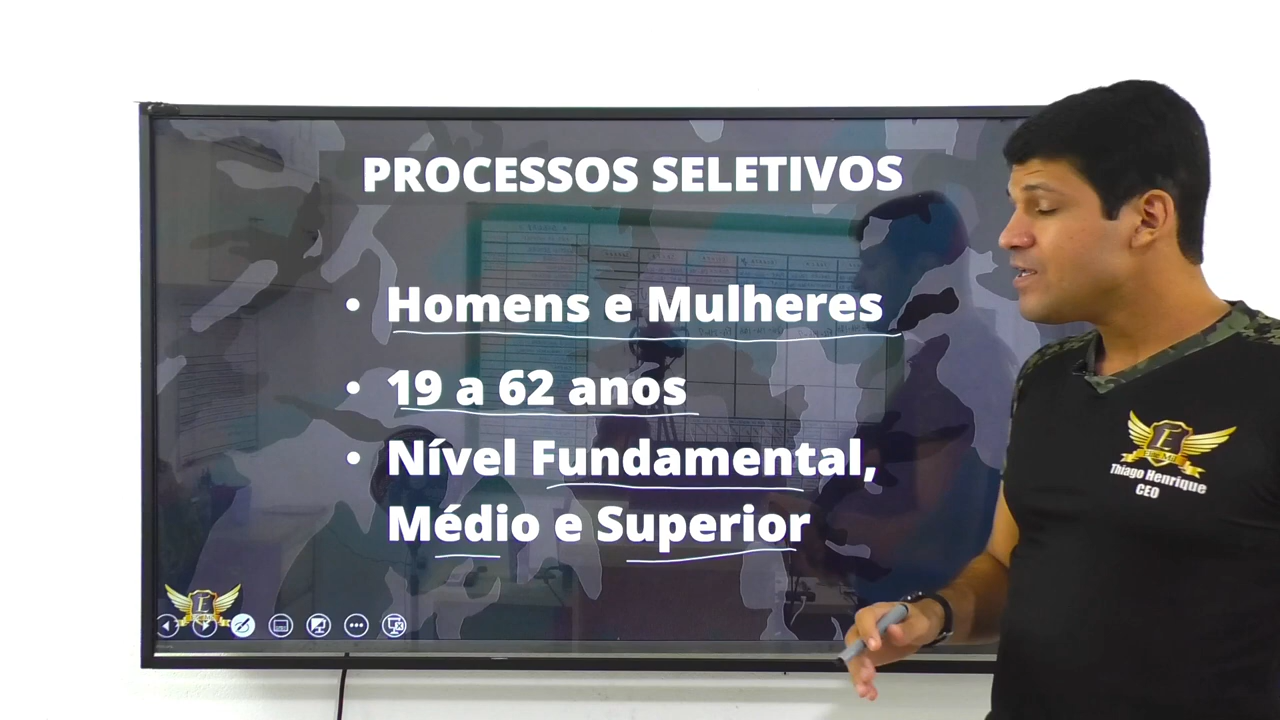 PROCESSOS SELETIVOS
• Homens e Mulheres
• 19 a 62 anos
• Nível Fundamental,
Médio e Superior
Thiago Henrique
CEO